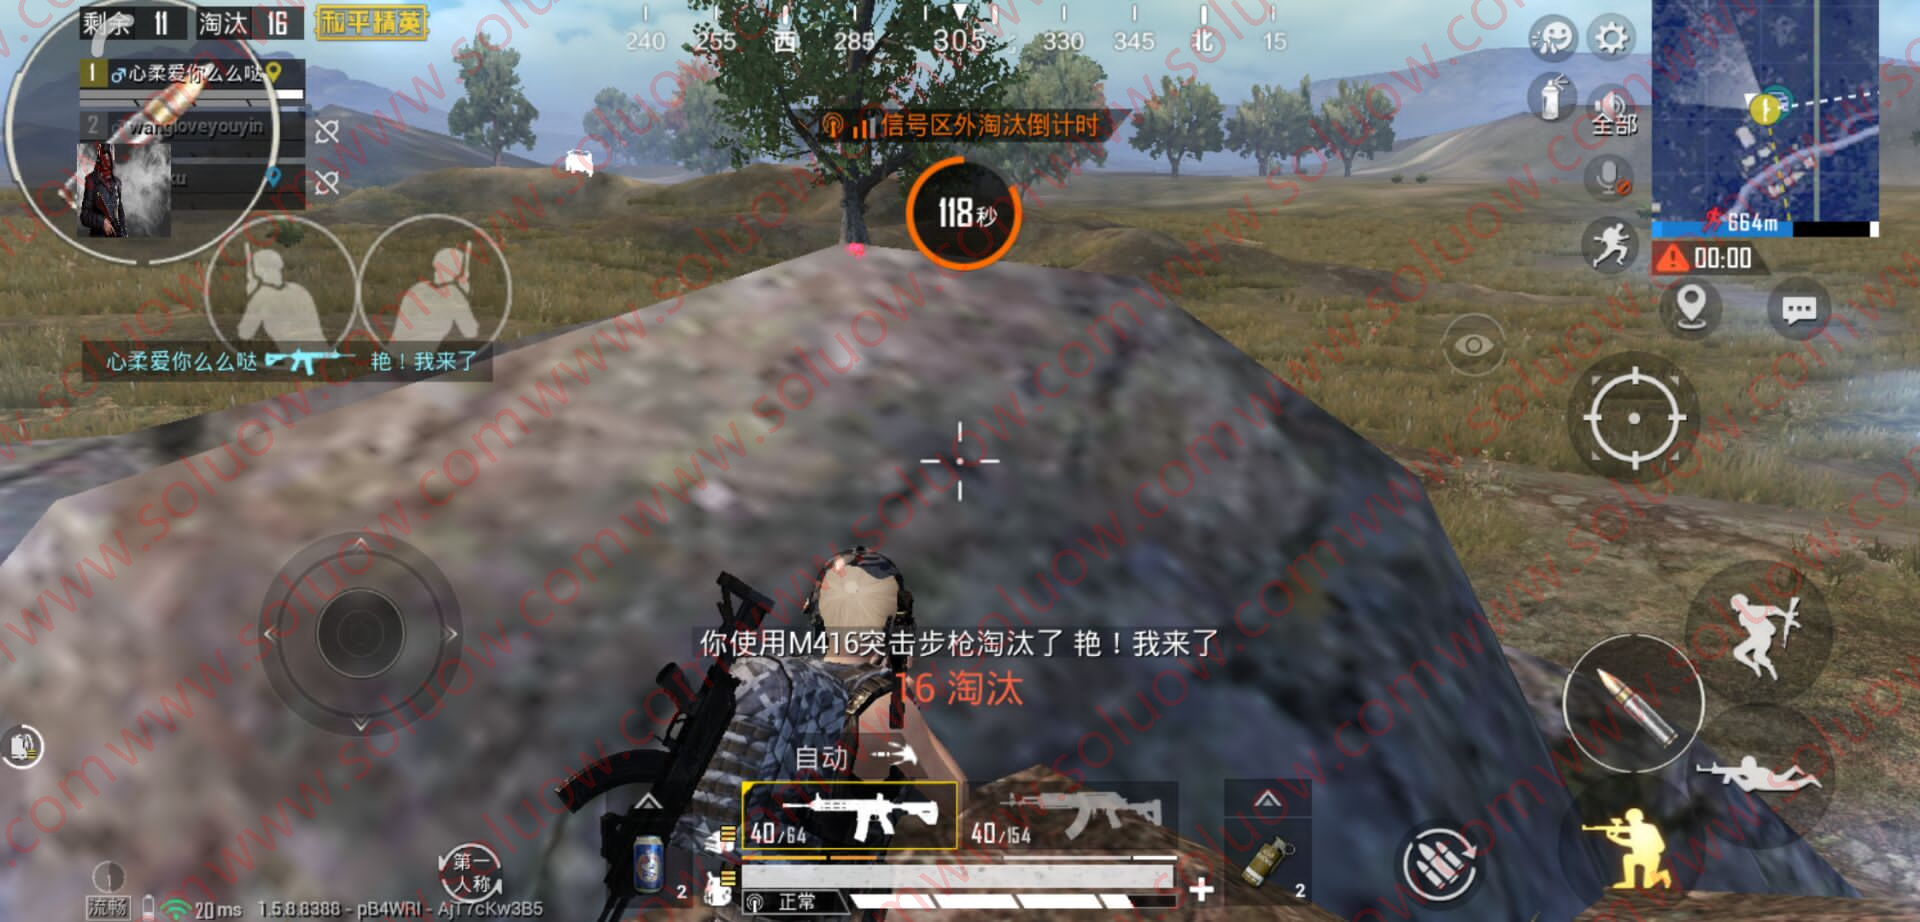 剩余 11 淘汰 16 和平精英
240 255 西 285 305 330 345 北 15
1 心柔爱你么么哒
2 wangloveyouyin
信号区外淘汰倒计时
118秒
全部
664m
00:00
心柔爱你么么哒 艳！我来了
你使用M416突击步枪淘汰了 艳！我来了
16 淘汰
自动
40/64 40/154
2
2
第一
人称
正常
流畅 20ms 1.5.8.8388 - pB4WRI - AjT7cKw3B5
www.soluow.com